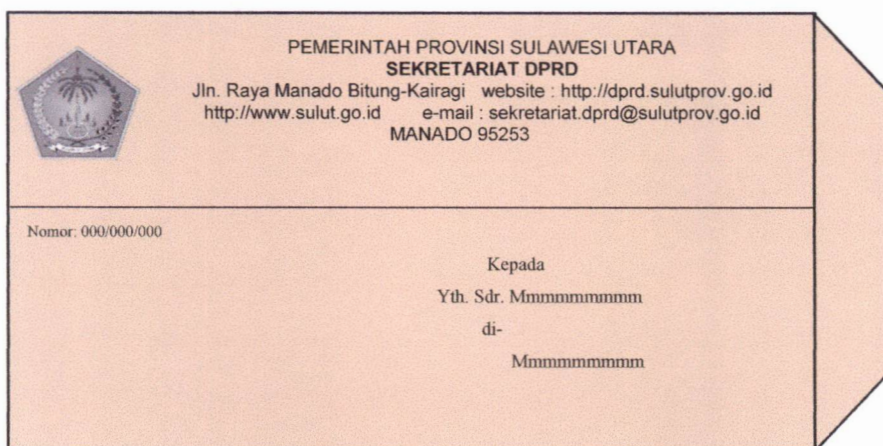 PEMERINTAH PROVINSI SULAWESI UTARA
SEKRETARIAT DPRD
Jln. Raya Manado Bitung-Kairagi website : http://dprd.sulutprov.go.id
http://www.sulut.go.id e-mail : sekretariat.dprd@sulutprov.go.id
MANADO 95253
Nomor: 000/000/000
Kepada
Yth. Sdr. Mmmmmmmmm
di-
Mmmmmmmmm